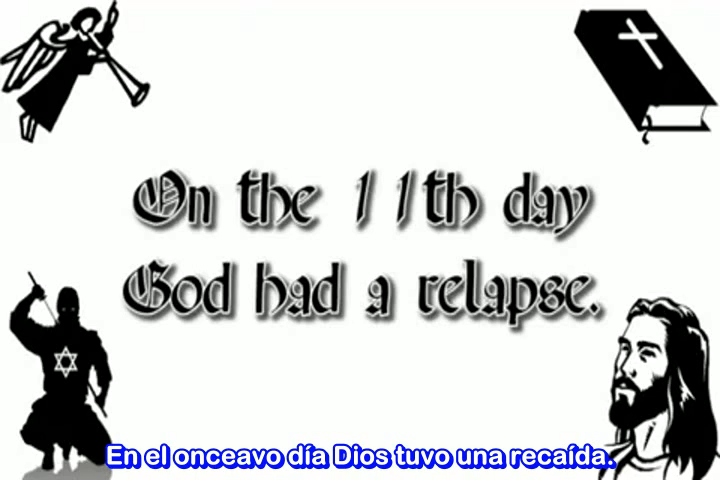 On the 11th day
God had a relapse.
En el onceavo día Dios tuvo una recaída.